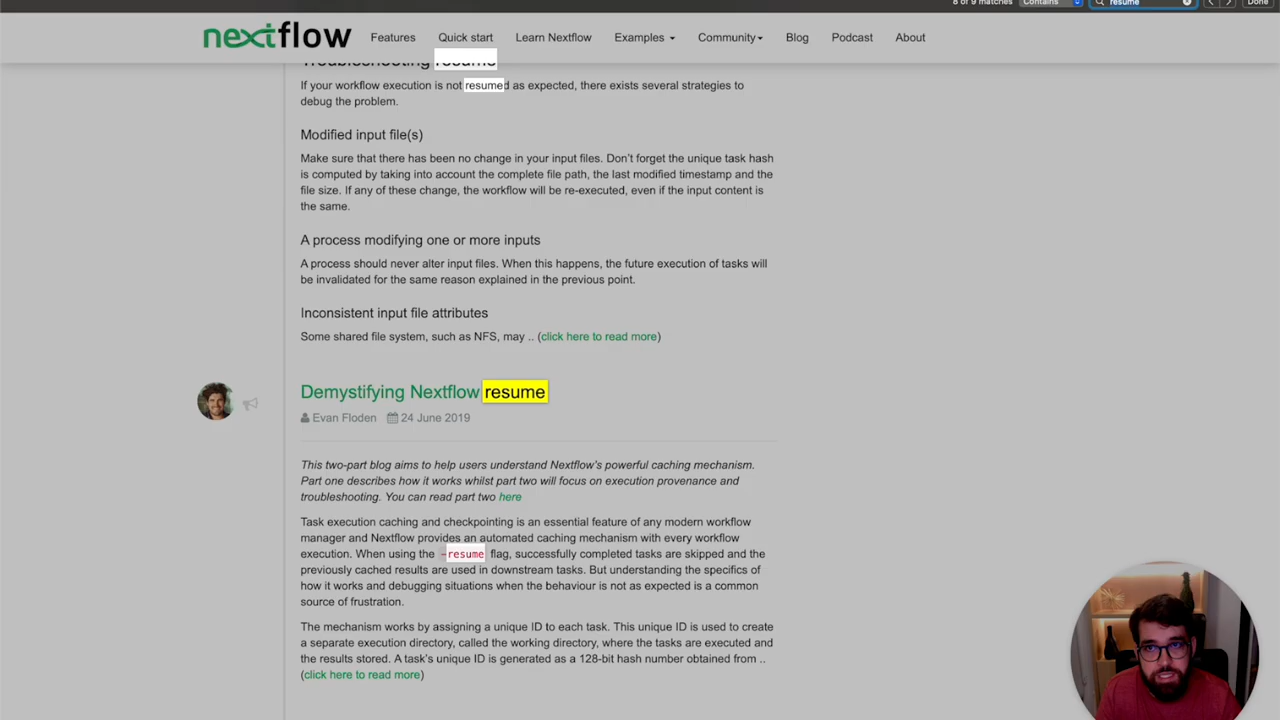 8 of 9 matches Contains resume Done
nextflow Features Quick start Learn Nextflow Examples Community Blog Podcast About
Troubleshooting resume
If your workflow execution is not resumed as expected, there exists several strategies to
debug the problem.
Modified input file(s)
Make sure that there has been no change in your input files. Don’t forget the unique task hash
is computed by taking into account the complete file path, the last modified timestamp and the
file size. If any of these change, the workflow will be re-executed, even if the input content is
the same.
A process modifying one or more inputs
A process should never alter input files. When this happens, the future execution of tasks will
be invalidated for the same reason explained in the previous point.
Inconsistent input file attributes
Some shared file system, such as NFS, may .. (click here to read more)
Demystifying Nextflow resume
Evan Floden 24 June 2019
This two-part blog aims to help users understand Nextflow’s powerful caching mechanism.
Part one describes how it works whilst part two will focus on execution provenance and
troubleshooting. You can read part two here
Task execution caching and checkpointing is an essential feature of any modern workflow
manager and Nextflow provides an automated caching mechanism with every workflow
execution. When using the -resume flag, successfully completed tasks are skipped and the
previously cached results are used in downstream tasks. But understanding the specifics of
how it works and debugging situations when the behaviour is not as expected is a common
source of frustration.
The mechanism works by assigning a unique ID to each task. This unique ID is used to create
a separate execution directory, called the working directory, where the tasks are executed and
the results stored. A task’s unique ID is generated as a 128-bit hash number obtained from ..
(click here to read more)